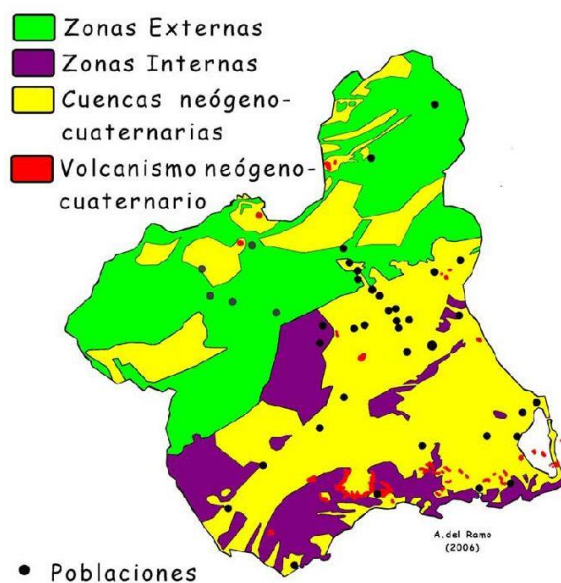 Zonas Externas
Zonas Internas
Cuencas neógeno-
cuaternarias
Volcanismo neógeno-
cuaternario
A.del Ramo
(2006)
Poblaciones